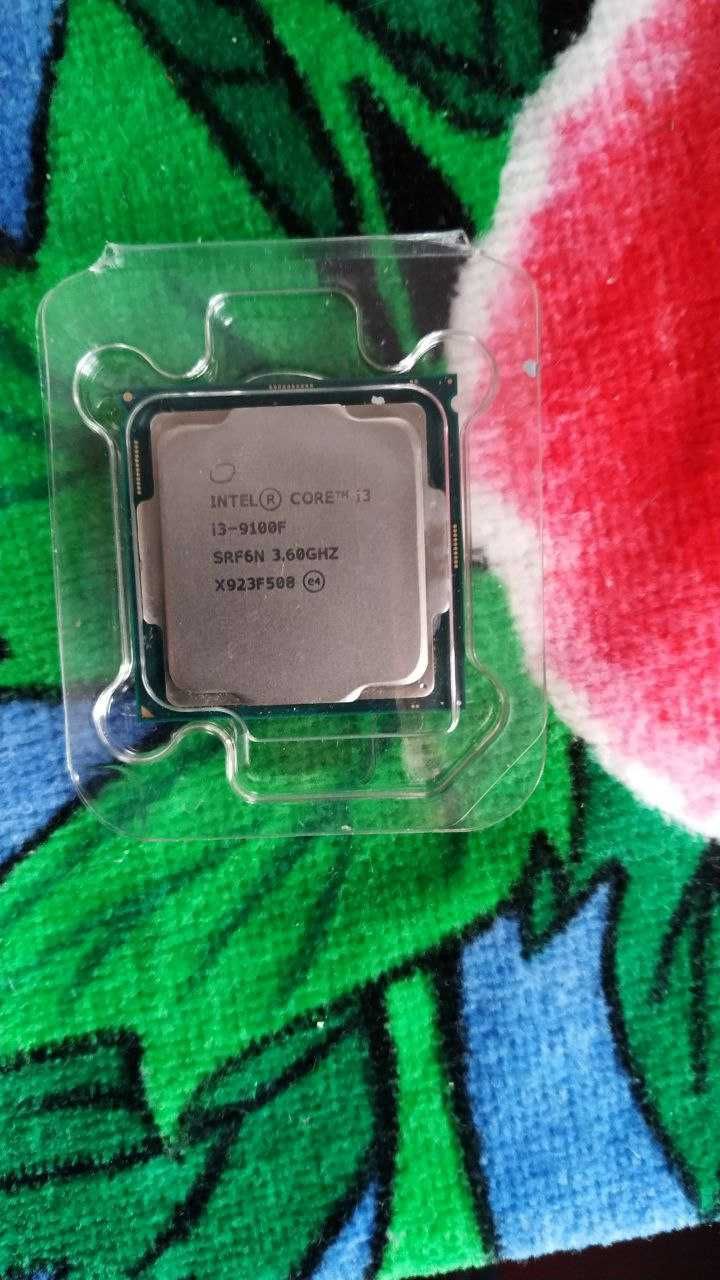 INTEL® CORE™ i3
i3-9100F
SRF6N 3.60GHZ
X923F508 e4